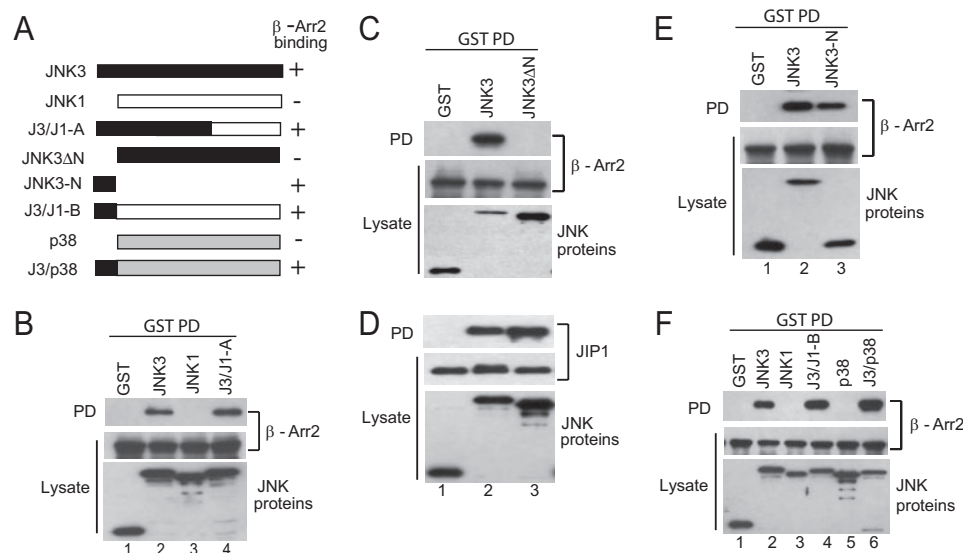 A
β -Arr2
binding
JNK3 +
JNK1 -
J3/J1-A +
JNK3ΔN -
JNK3-N +
J3/J1-B +
p38 -
J3/p38 +
B
GST PD
GST JNK3 JNK1 J3/J1-A
PD
β - Arr2
Lysate
JNK
proteins
1 2 3 4
C
GST PD
GST JNK3 JNK3ΔN
PD
β - Arr2
Lysate
JNK
proteins
D
PD
JIP1
Lysate
JNK
proteins
1 2 3
E
GST PD
GST JNK3 JNK3-N
PD
β - Arr2
Lysate
JNK
proteins
1 2 3
F
GST PD
GST JNK3 JNK1 J3/J1-B p38 J3/p38
PD
β - Arr2
Lysate
JNK
proteins
1 2 3 4 5 6